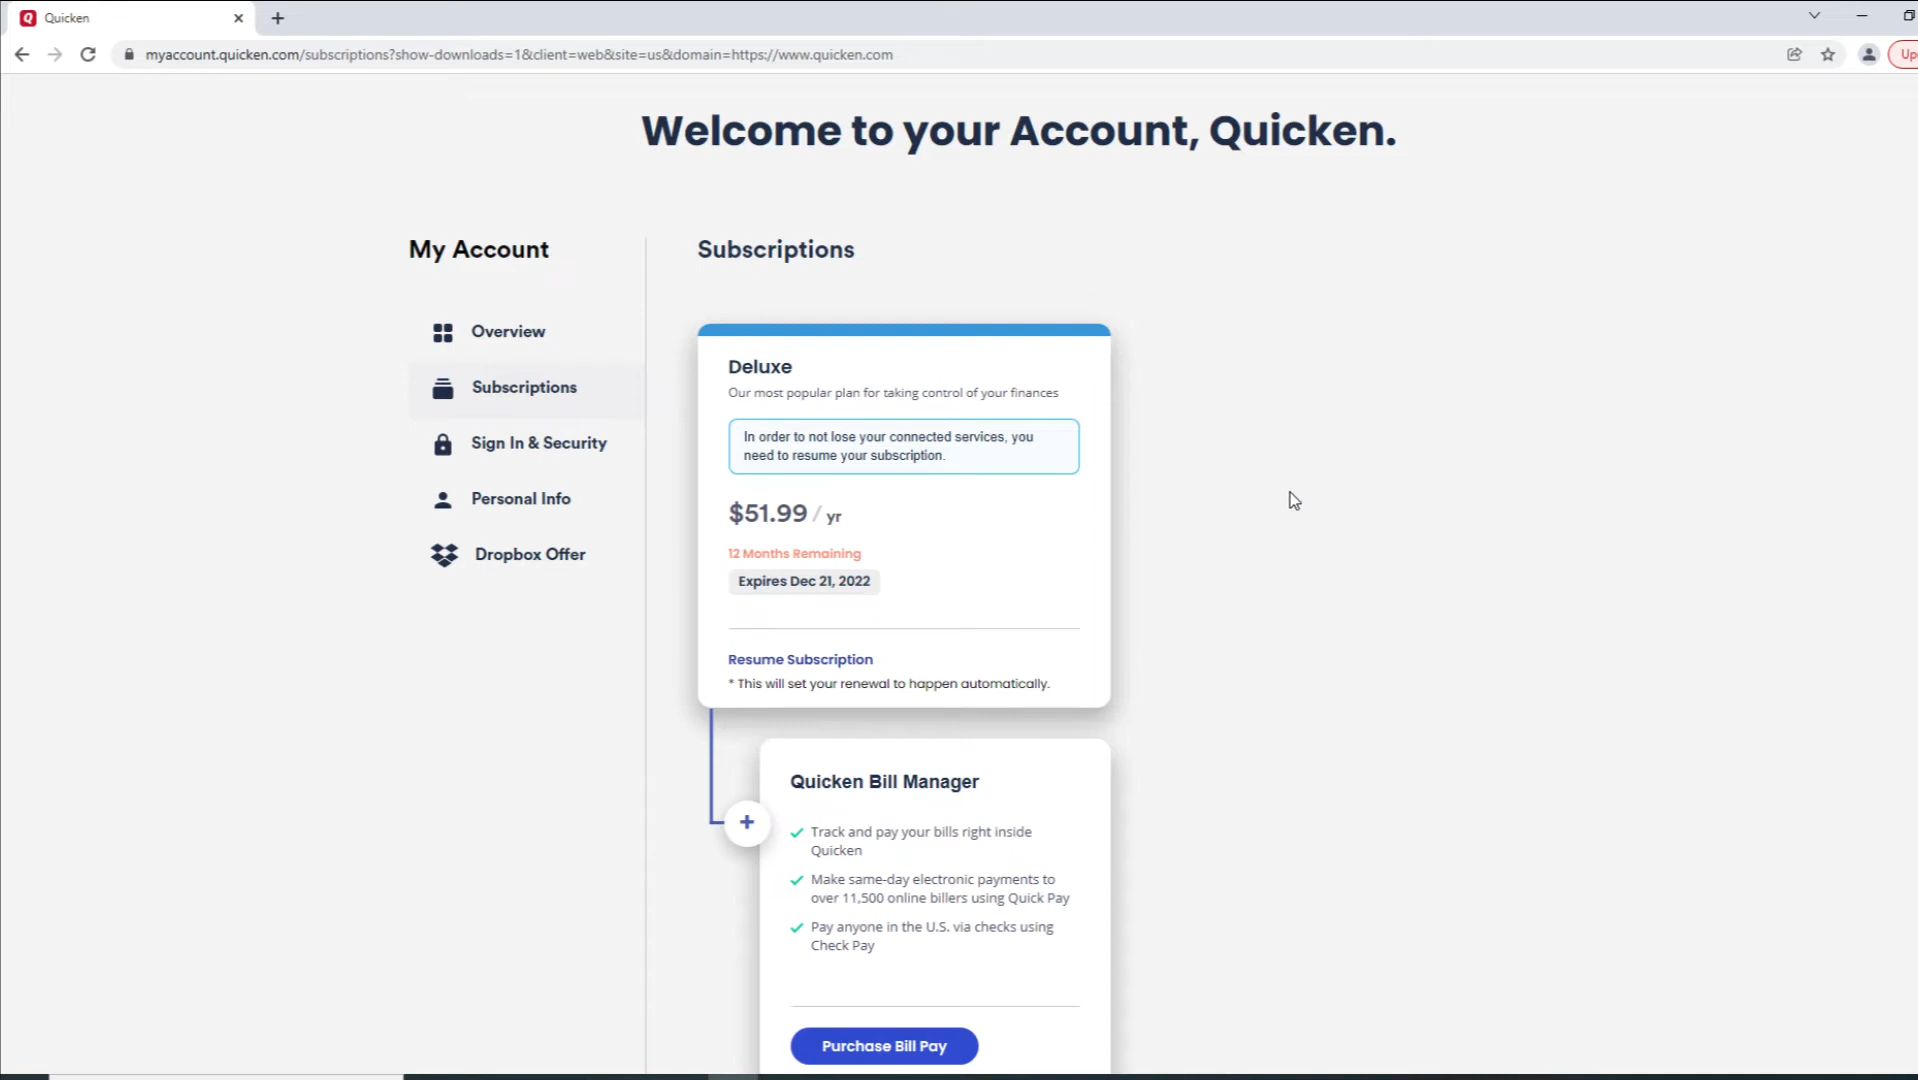 Quicken
myaccount.quicken.com/subscriptions?show-downloads=1&client=web&site=us&domain=https://www.quicken.com
Welcome to your Account, Quicken.
My Account
Overview
Subscriptions
Sign In & Security
Personal Info
Dropbox Offer
Subscriptions
Deluxe
Our most popular plan for taking control of your finances
In order to not lose your connected services, you
need to resume your subscription.
$51.99 / yr
12 Months Remaining
Expires Dec 21, 2022
Resume Subscription
* This will set your renewal to happen automatically.
Quicken Bill Manager
Track and pay your bills right inside
Quicken
Make same-day electronic payments to
over 11,500 online billers using Quick Pay
Pay anyone in the U.S. via checks using
Check Pay
Purchase Bill Pay